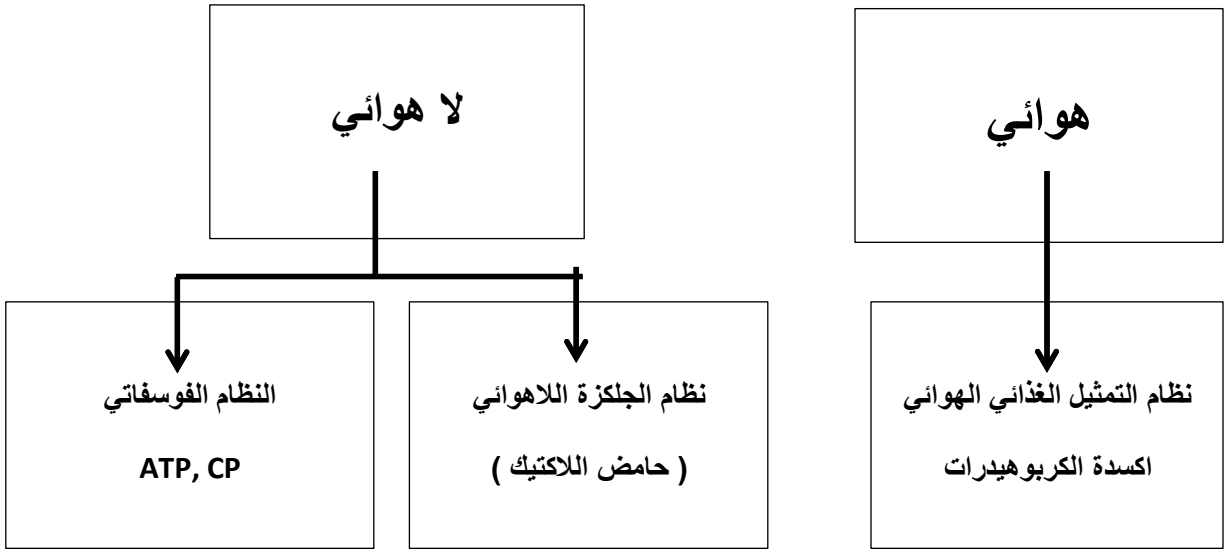 هوائي
لا هوائي
نظام التمثيل الغذائي الهوائي
اكسدة الكربوهيدرات
نظام الجلكزة اللاهوائي
( حامض اللاكتيك )
النظام الفوسفاتي
ATP, CP